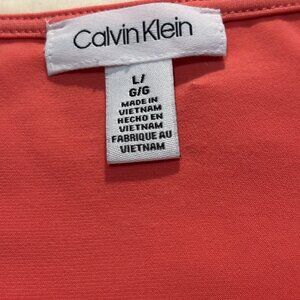 Calvin Klein
L/
G/G
MADE IN
VIETNAM
HECHO EN
VIETNAM
FABRIQUE AU
VIETNAM